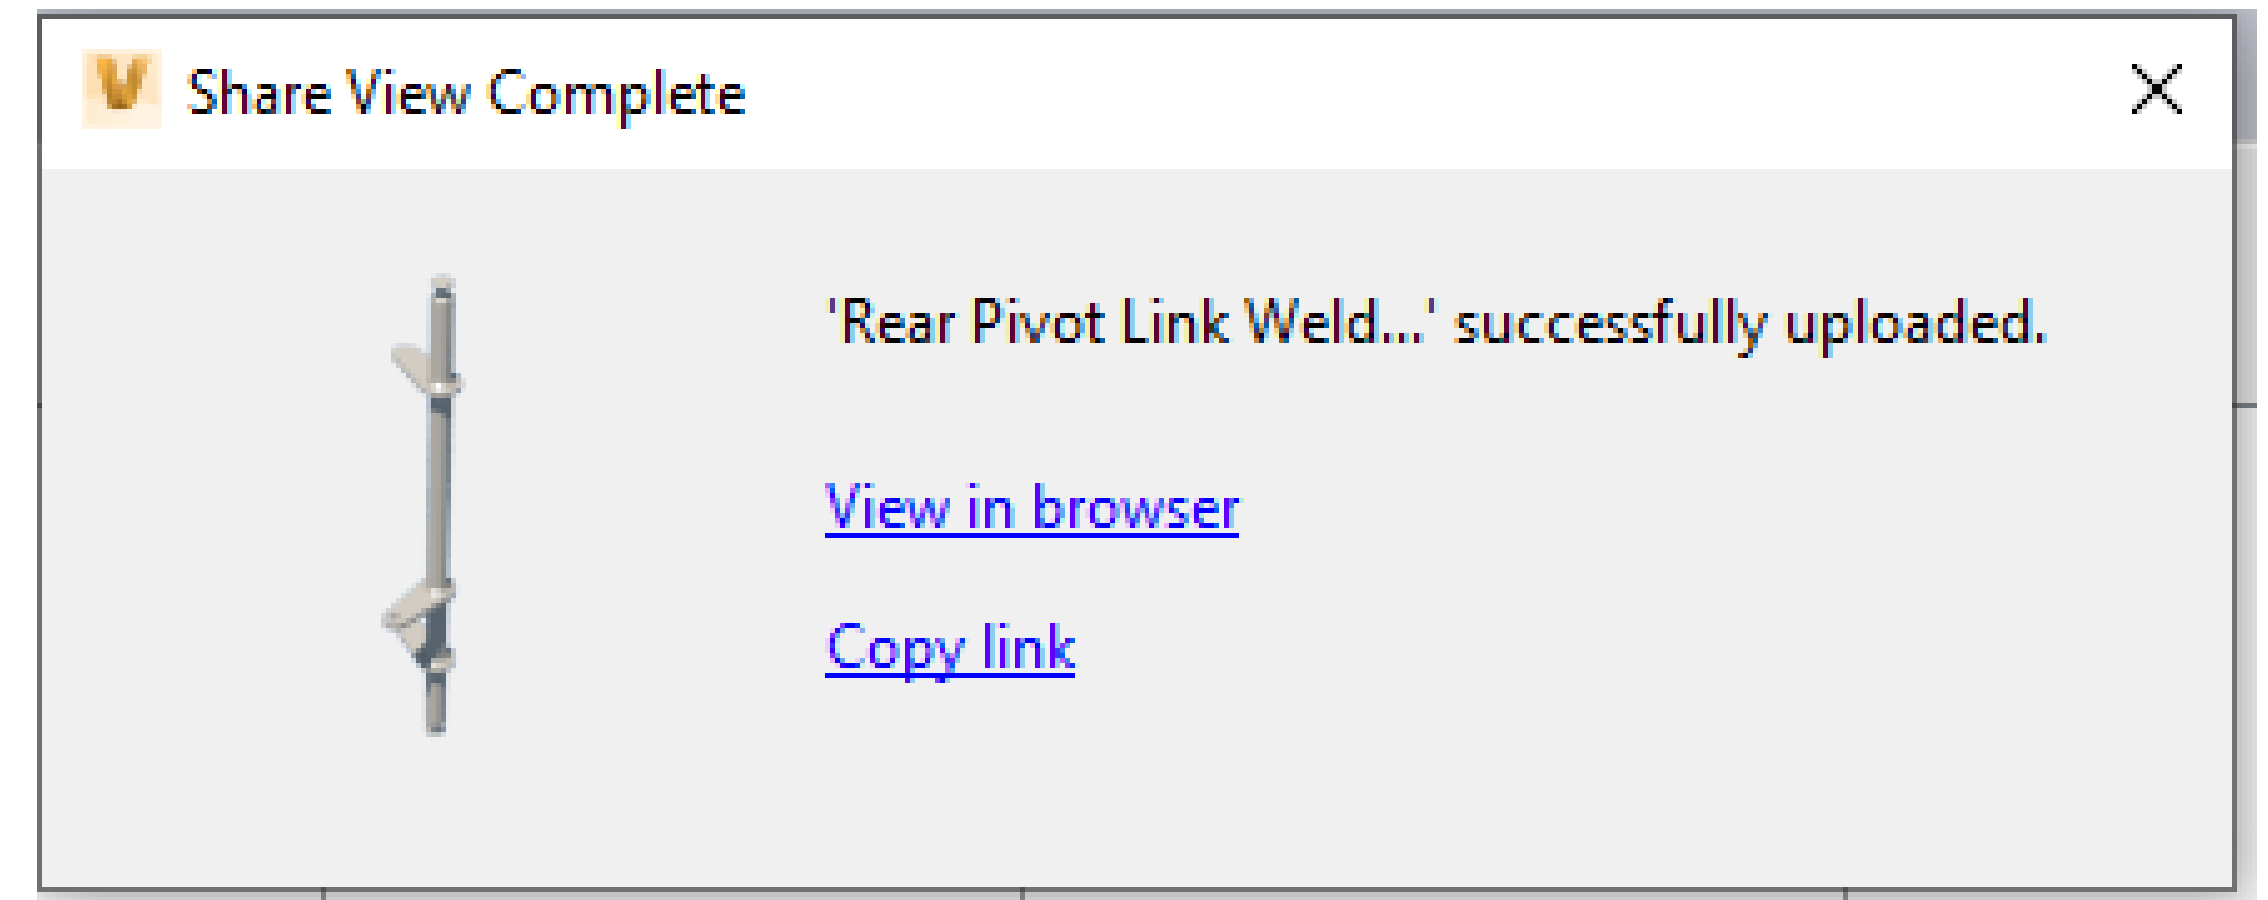 V Share View Complete
'Rear Pivot Link Weld...' successfully uploaded.
View in browser
Copy link